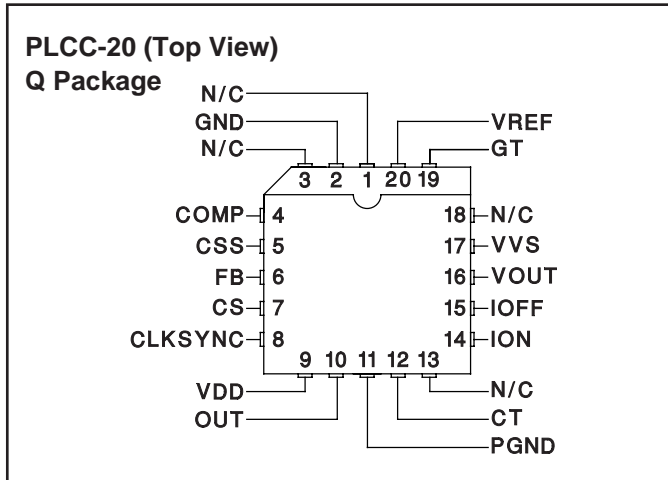 PLCC-20 (Top View)
Q Package
N/C
GND
N/C
VREF
GT
3 2 1 20 19
COMP 4
CSS 5
FB 6
CS 7
CLKSYNC 8
18 N/C
17 VVS
16 VOUT
15 IOFF
14 ION
9 10 11 12 13
VDD
OUT
N/C
CT
PGND